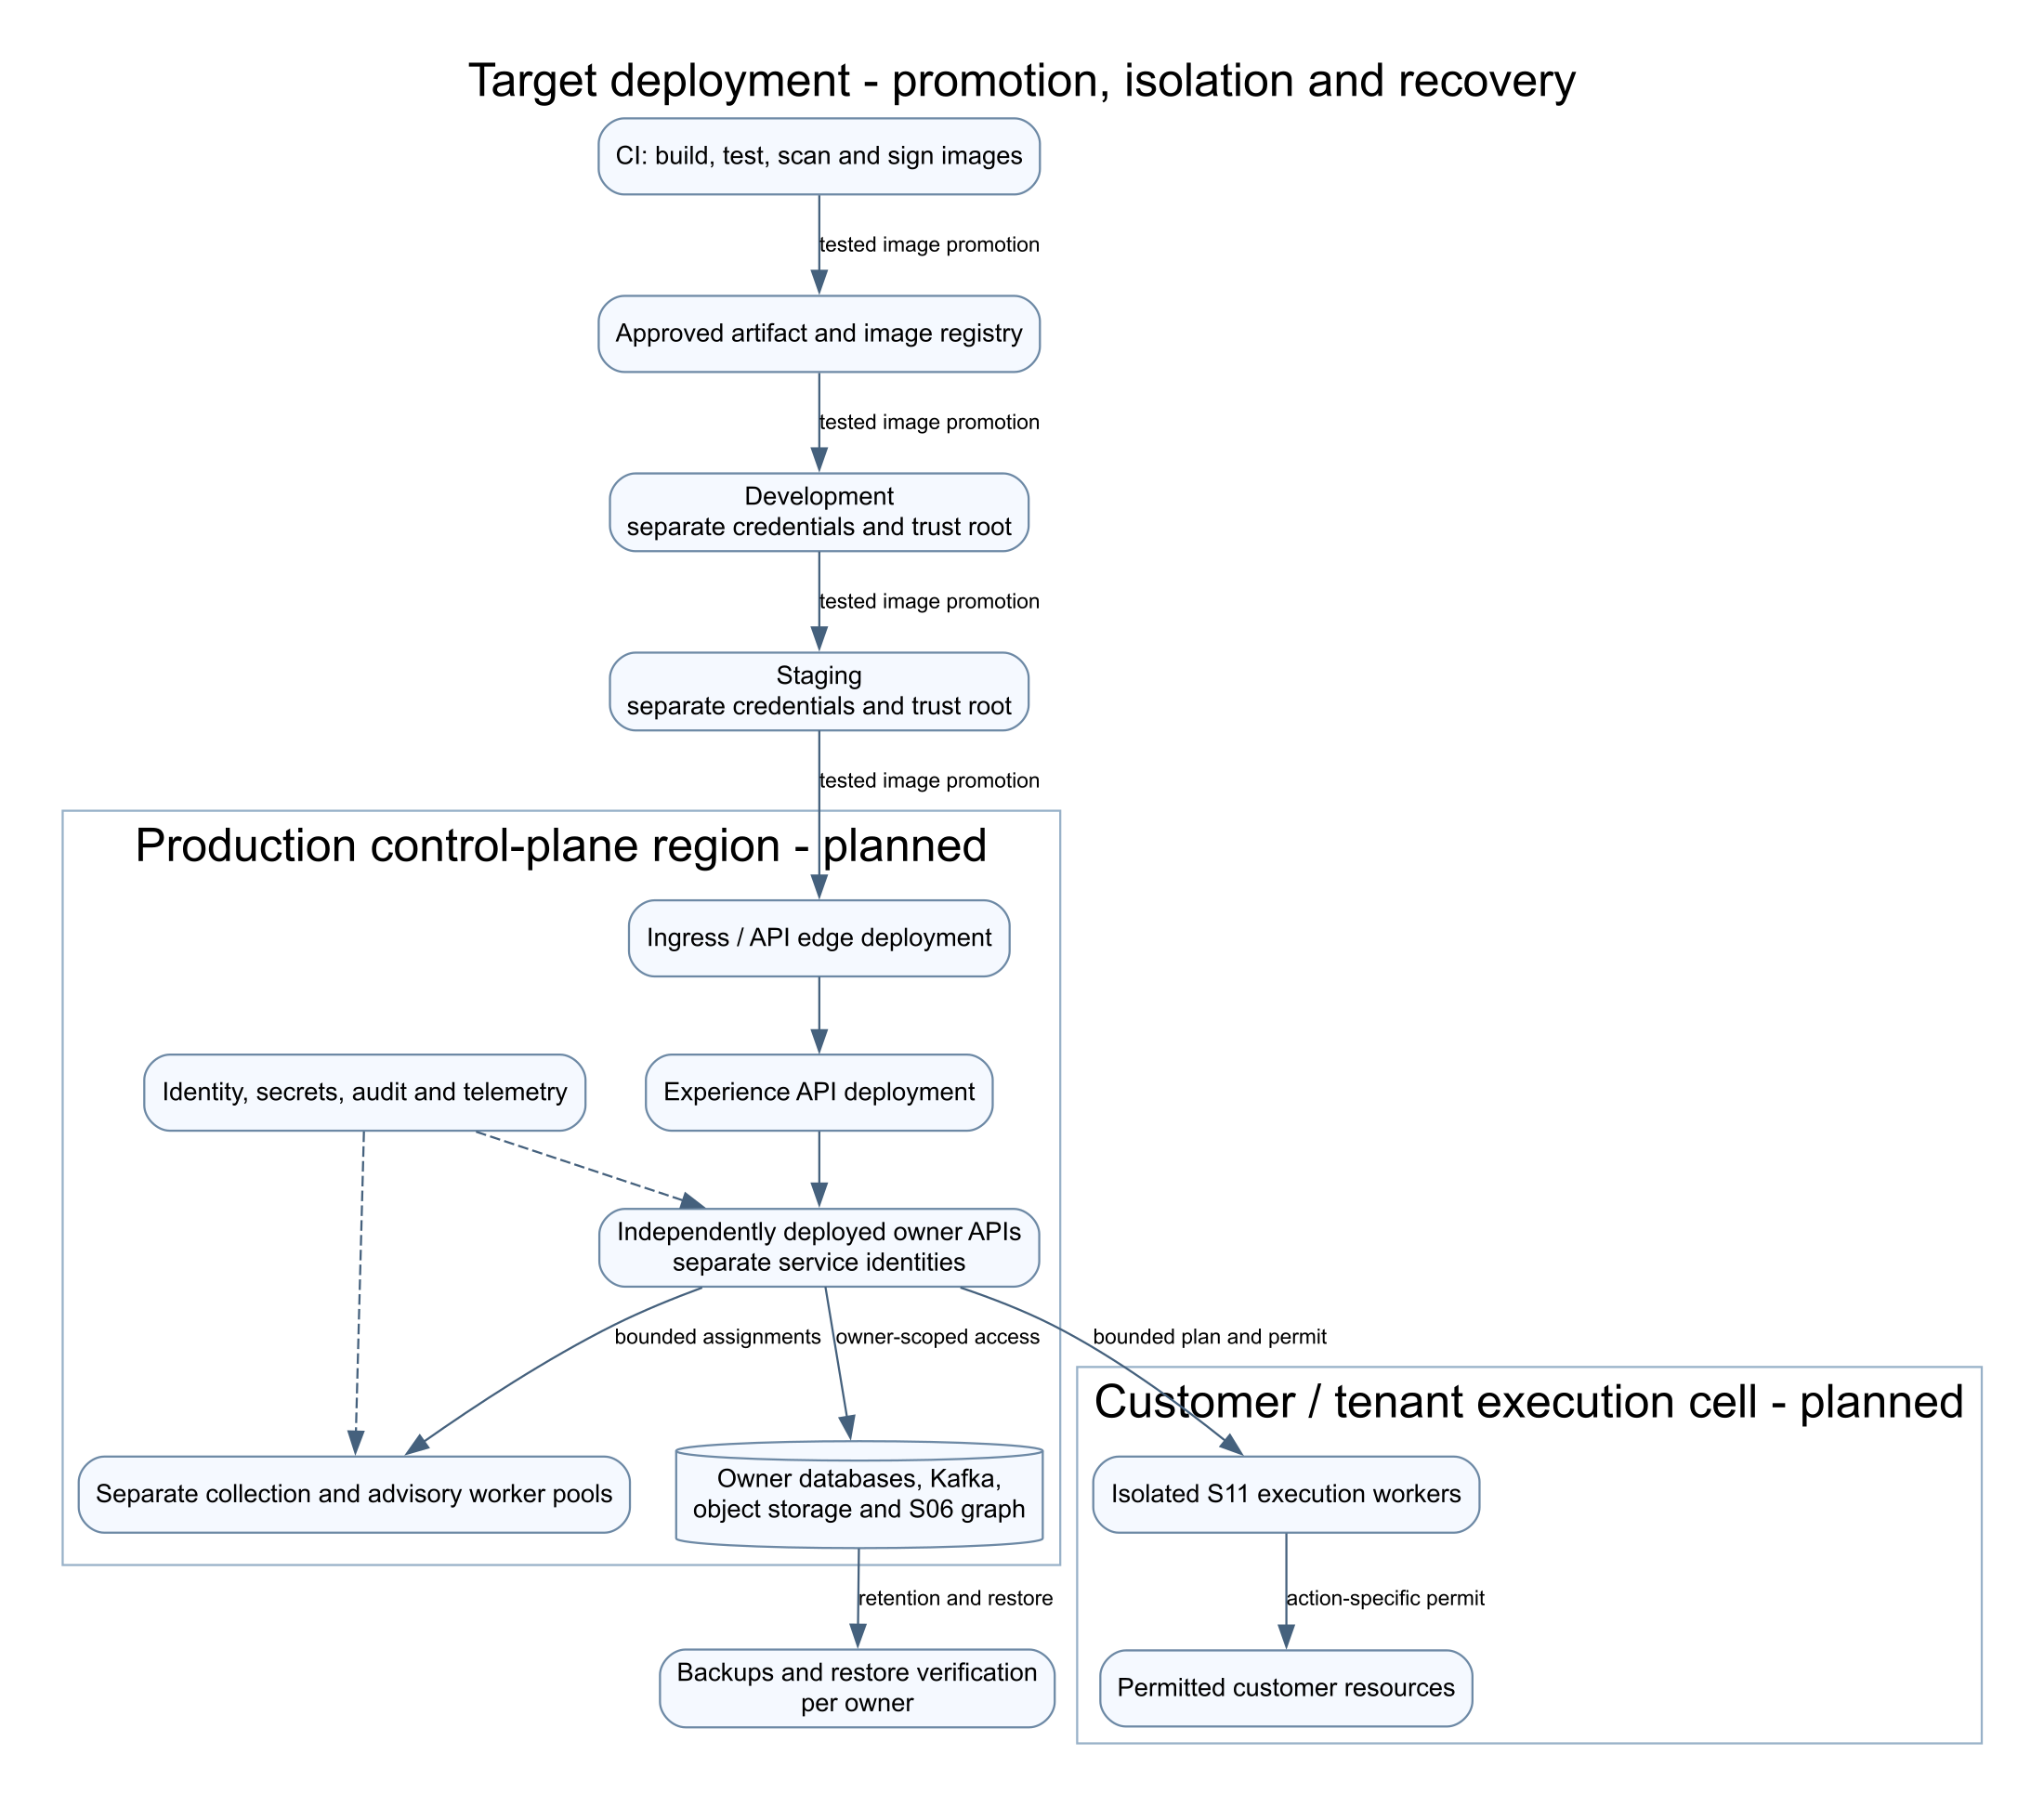 Target deployment - promotion, isolation and recovery
CI: build, test, scan and sign images
tested image promotion
Approved artifact and image registry
tested image promotion
Development
separate credentials and trust root
tested image promotion
Staging
separate credentials and trust root
tested image promotion
Production control-plane region - planned
Ingress / API edge deployment
Identity, secrets, audit and telemetry
Experience API deployment
Independently deployed owner APIs
separate service identities
bounded assignments
owner-scoped access
bounded plan and permit
Customer / tenant execution cell - planned
Separate collection and advisory worker pools
Owner databases, Kafka,
object storage and S06 graph
Isolated S11 execution workers
retention and restore
action-specific permit
Backups and restore verification
per owner
Permitted customer resources